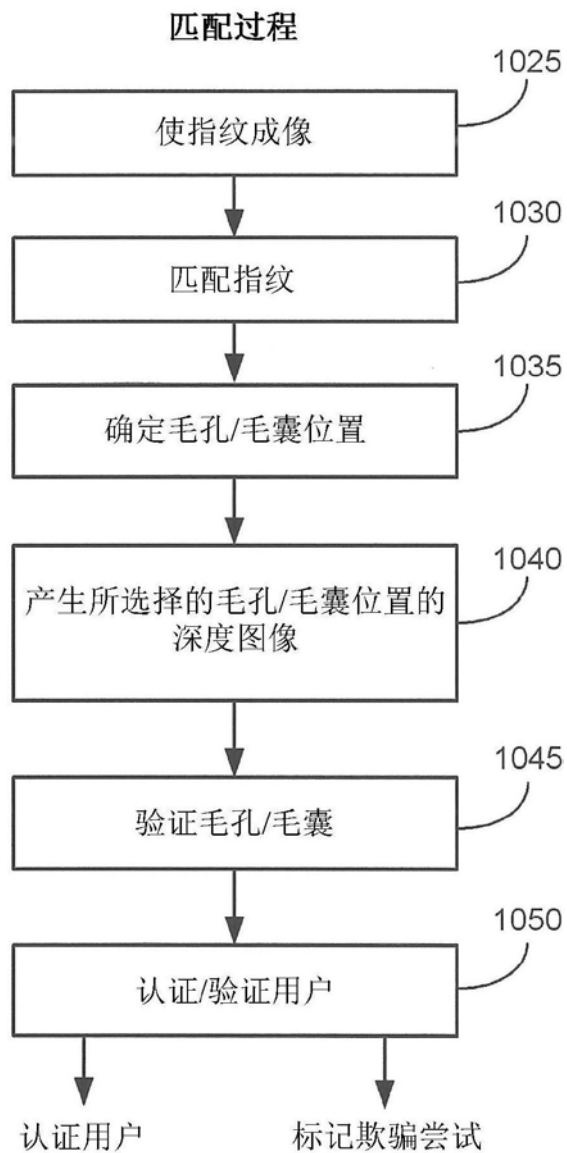 匹配过程
1025
使指纹成像
1030
匹配指纹
1035
确定毛孔/毛囊位置
1040
产生所选择的毛孔/毛囊位置的
深度图像
1045
验证毛孔/毛囊
1050
认证/验证用户
认证用户
标记欺骗尝试